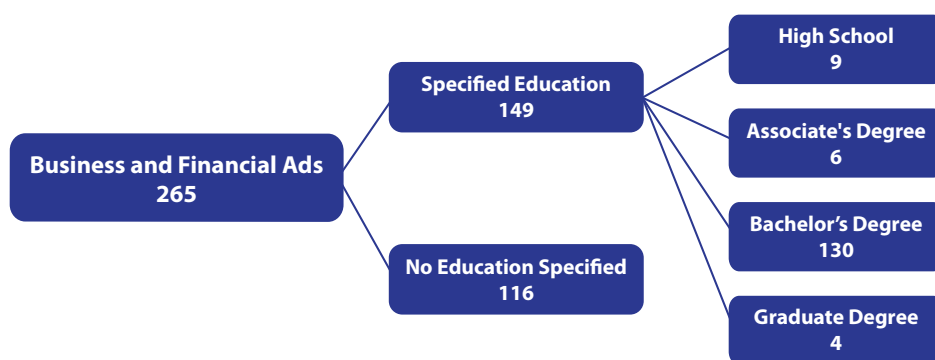 Business and Financial Ads
265
Specified Education
149
No Education Specified
116
High School
9
Associate's Degree
6
Bachelor’s Degree
130
Graduate Degree
4